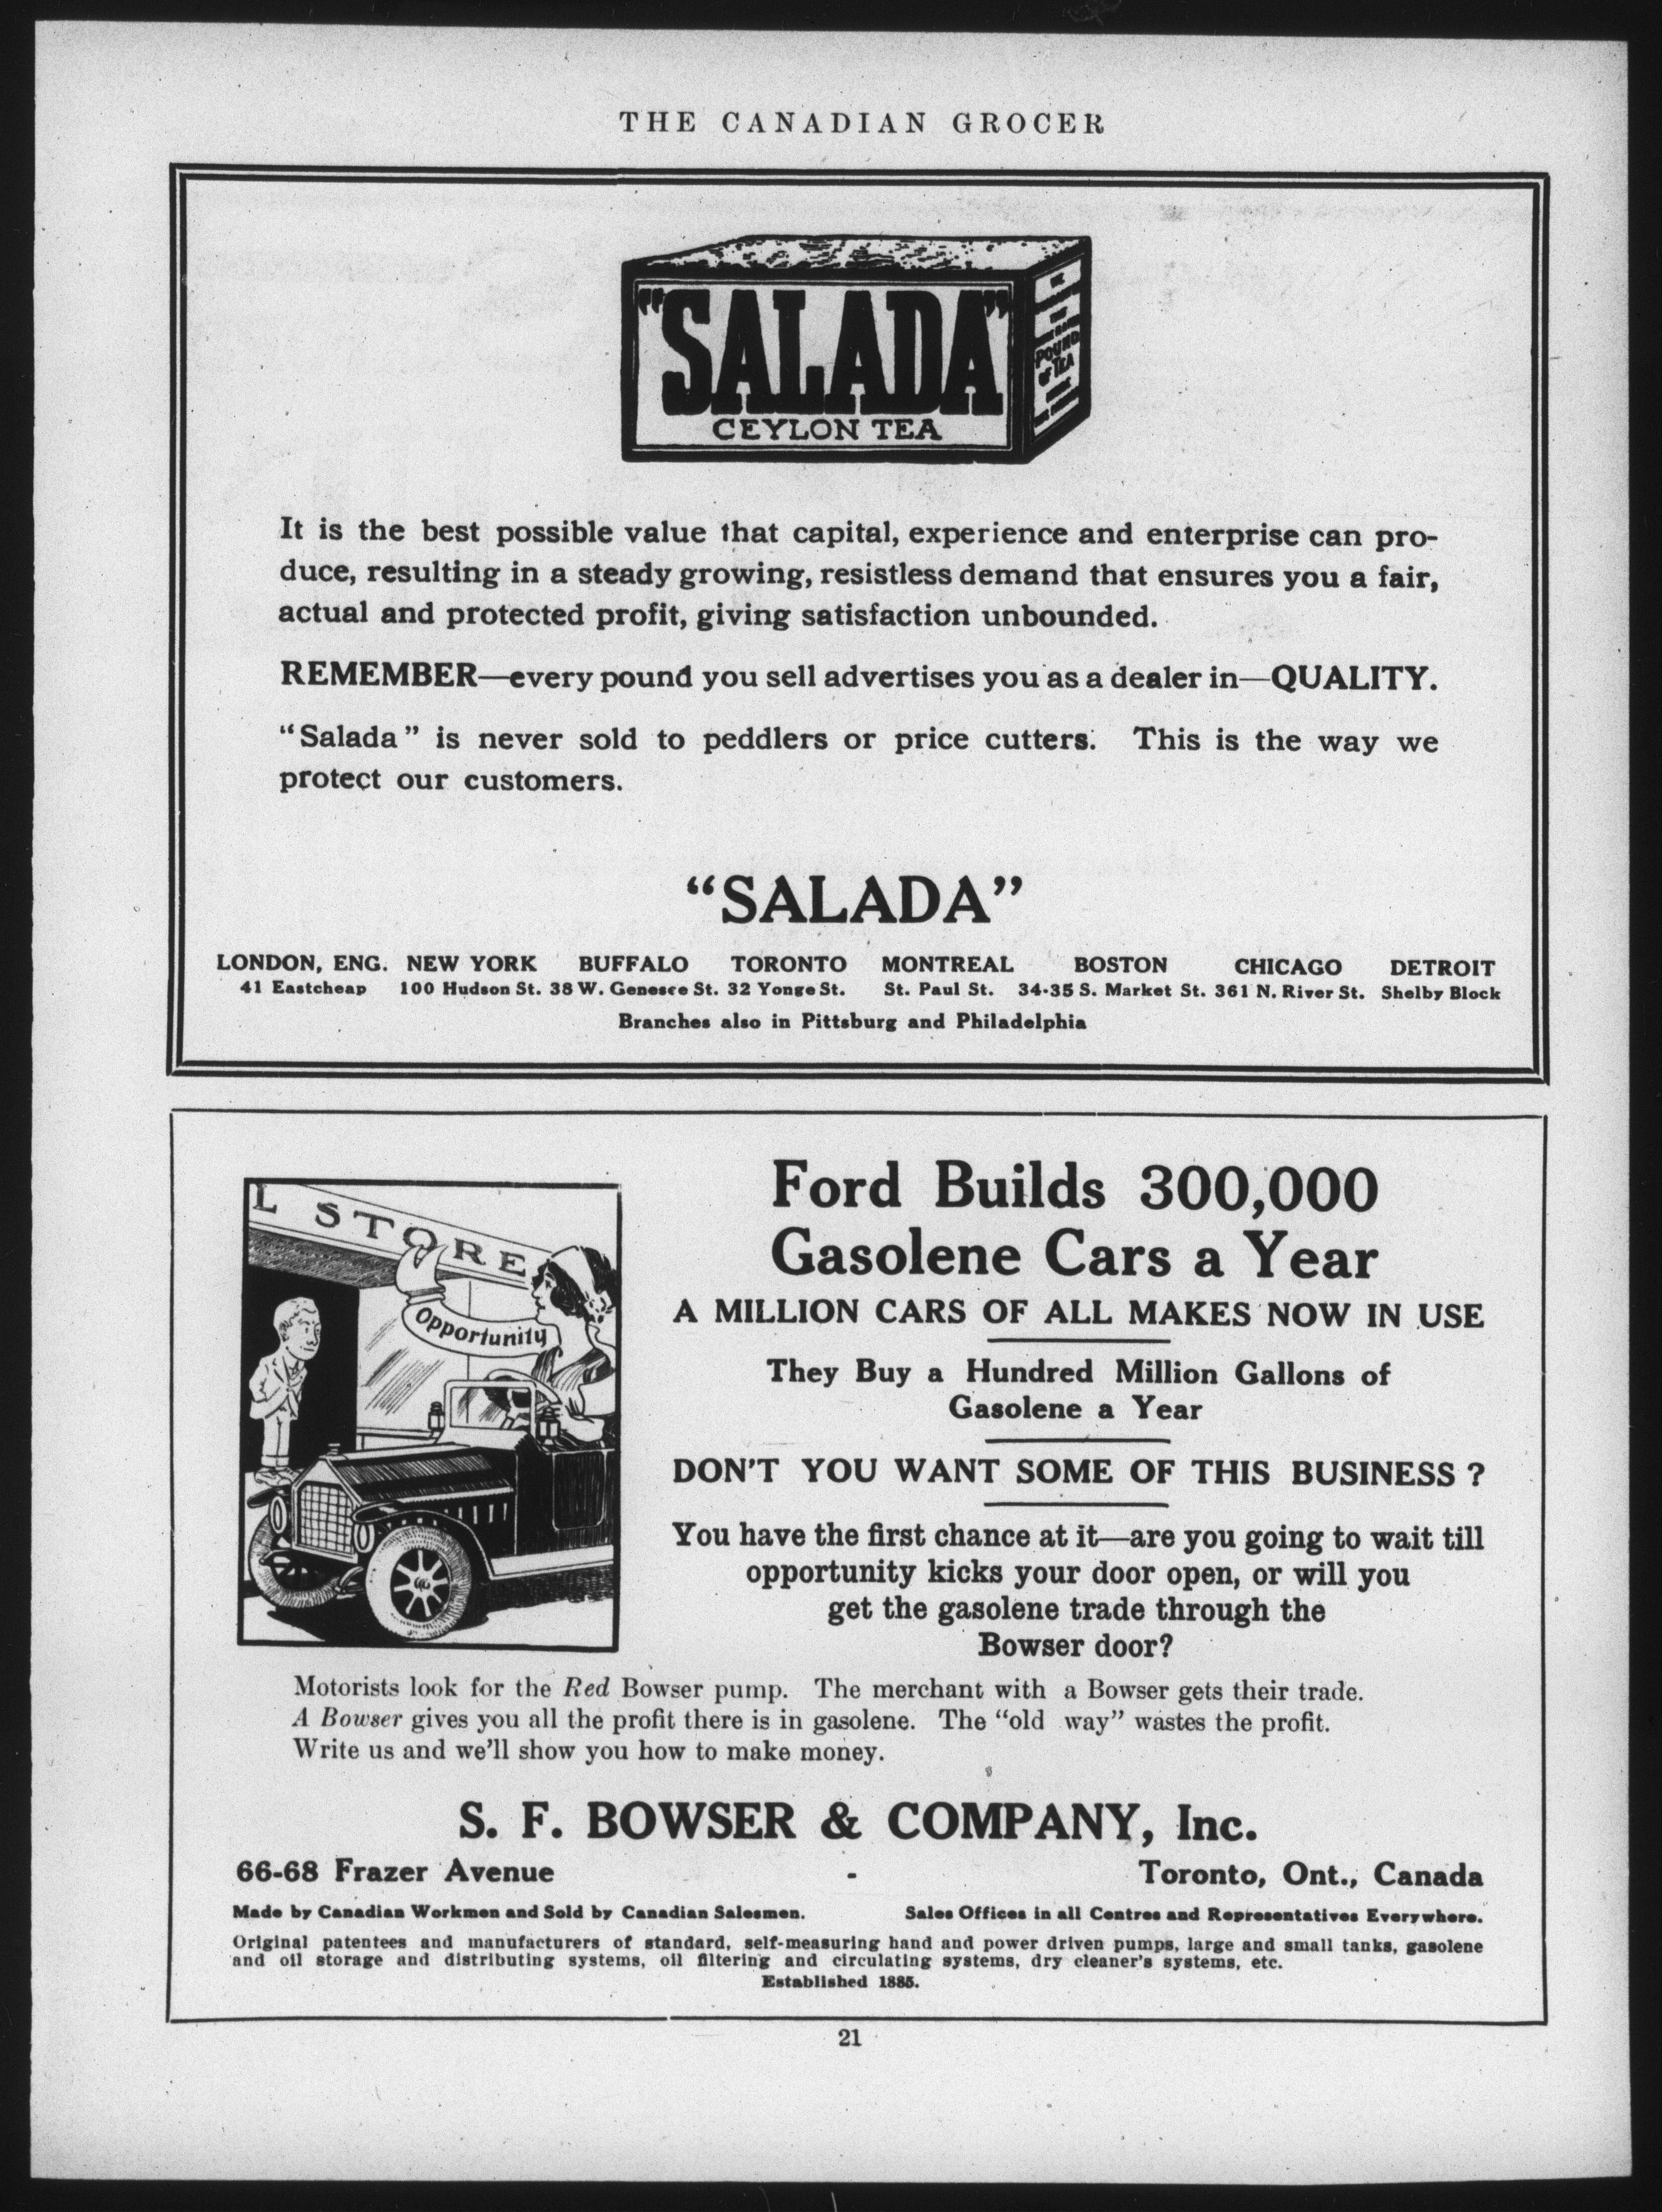 THE CANADIAN GROCER
"SALADA"
CEYLON TEA
POUND
OF TEA
It is the best possible value that capital, experience and enterprise can pro-
duce, resulting in a steady growing, resistless demand that ensures you a fair,
actual and protected profit, giving satisfaction unbounded.
REMEMBER—every pound you sell advertises you as a dealer in—QUALITY.
"Salada" is never sold to peddlers or price cutters. This is the way we
protect our customers.
"SALADA"
LONDON, ENG. NEW YORK BUFFALO TORONTO MONTREAL BOSTON CHICAGO DETROIT
41 Eastcheap 100 Hudson St. 38 W. Genesee St. 32 Yonge St. St. Paul St. 34-35 S. Market St. 361 N. River St. Shelby Block
Branches also in Pittsburg and Philadelphia
L STORE
Opportunity
Ford Builds 300,000
Gasolene Cars a Year
A MILLION CARS OF ALL MAKES NOW IN USE
They Buy a Hundred Million Gallons of
Gasolene a Year
DON'T YOU WANT SOME OF THIS BUSINESS ?
You have the first chance at it—are you going to wait till
opportunity kicks your door open, or will you
get the gasolene trade through the
Bowser door?
Motorists look for the Red Bowser pump. The merchant with a Bowser gets their trade.
A Bowser gives you all the profit there is in gasolene. The "old way" wastes the profit.
Write us and we'll show you how to make money.
S. F. BOWSER & COMPANY, Inc.
66-68 Frazer Avenue - Toronto, Ont., Canada
Made by Canadian Workmen and Sold by Canadian Salesmen. Sales Offices in all Centres and Representatives Everywhere.
Original patentees and manufacturers of standard, self-measuring hand and power driven pumps, large and small tanks, gasolene
and oil storage and distributing systems, oil filtering and circulating systems, dry cleaner's systems, etc.
Established 1885.
21